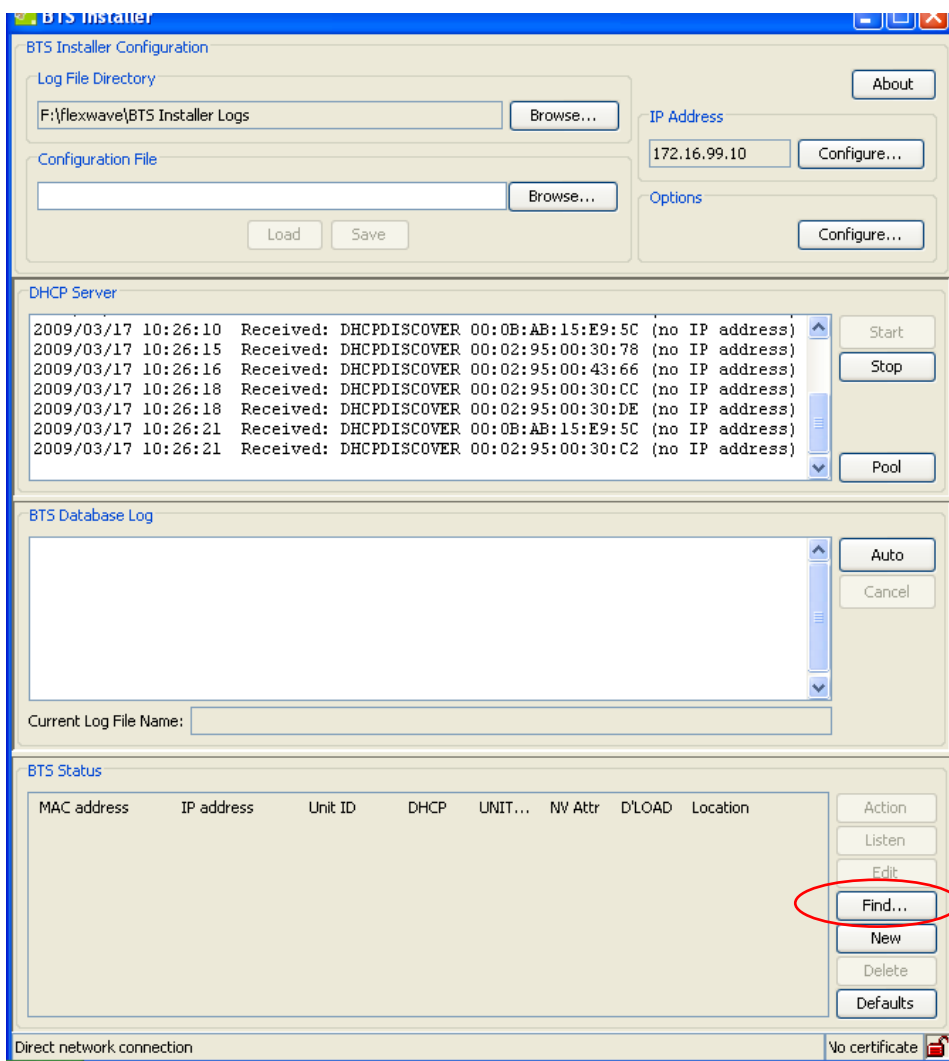 BTS Installer
BTS Installer Configuration
Log File Directory
About
F:\flexwave\BTS Installer Logs
Browse...
IP Address
172.16.99.10
Configure...
Configuration File
Browse...
Options
Load
Save
Configure...
DHCP Server
2009/03/17 10:26:10 Received: DHCPDISCOVER 00:0B:AB:15:E9:5C (no IP address)
2009/03/17 10:26:15 Received: DHCPDISCOVER 00:02:95:00:30:78 (no IP address)
2009/03/17 10:26:16 Received: DHCPDISCOVER 00:02:95:00:43:66 (no IP address)
2009/03/17 10:26:18 Received: DHCPDISCOVER 00:02:95:00:30:CC (no IP address)
2009/03/17 10:26:18 Received: DHCPDISCOVER 00:02:95:00:30:DE (no IP address)
2009/03/17 10:26:21 Received: DHCPDISCOVER 00:0B:AB:15:E9:5C (no IP address)
2009/03/17 10:26:21 Received: DHCPDISCOVER 00:02:95:00:30:C2 (no IP address)
Start
Stop
Pool
BTS Database Log
Auto
Cancel
Current Log File Name:
BTS Status
MAC address IP address Unit ID DHCP UNIT... NV Attr D'LOAD Location
Action
Listen
Edit
Find...
New
Delete
Defaults
Direct network connection
No certificate